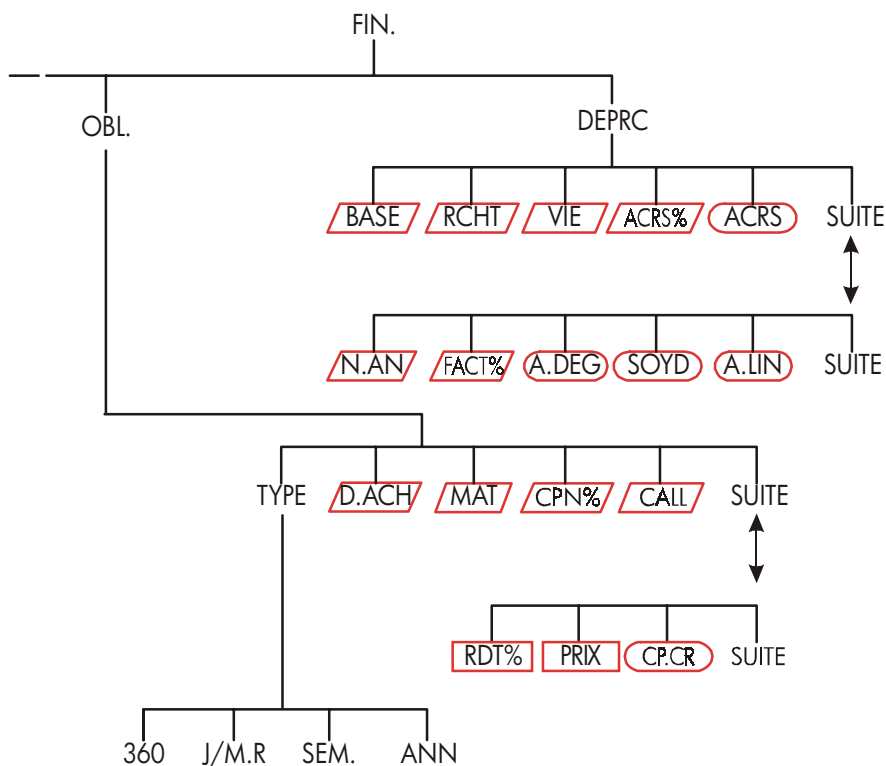 FIN.
OBL.
DEPRC
BASE RCHT VIE ACRS% ACRS SUITE
N.AN FACT% A.DEG SOYD A.LIN SUITE
TYPE D.ACH MAT CPN% CALL SUITE
RDT% PRIX CP.CR SUITE
360 J/M.R SEM. ANN